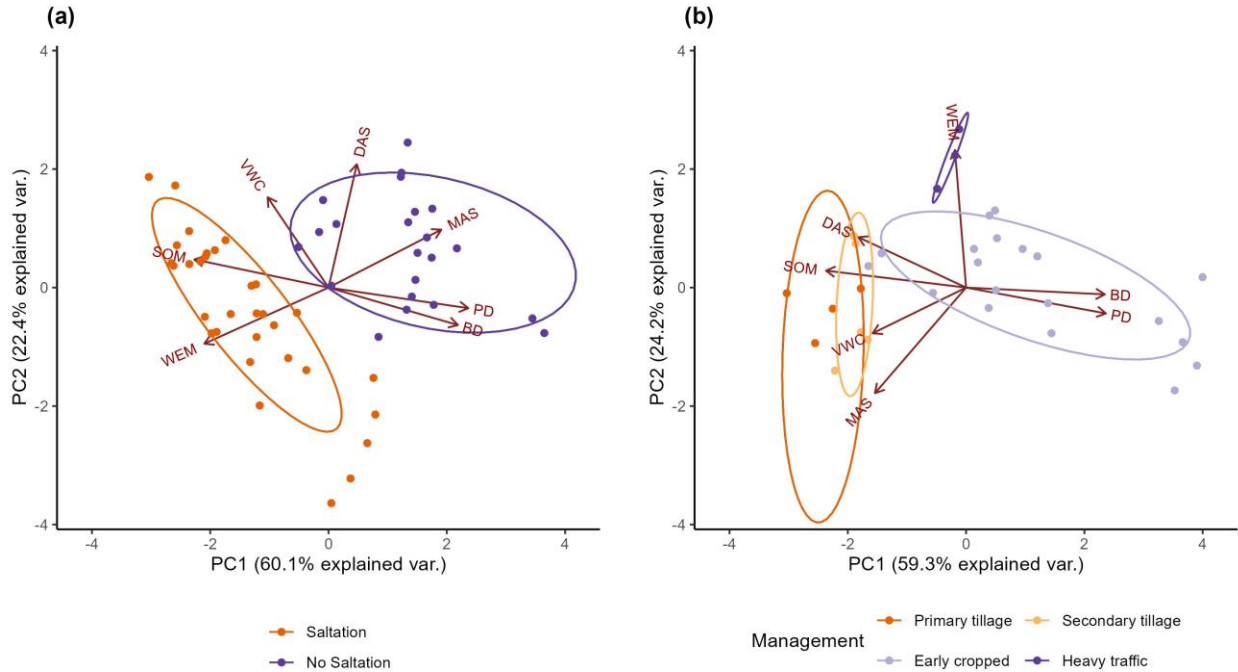 (a)
(b)
4
2
0
-2
-4
PC2 (22.4% explained var.)
DAS
VWC
MAS
SOM
PD
BD
WEM
-4
-2
0
2
4
PC1 (60.1% explained var.)
Saltation
No Saltation
4
2
0
-2
-4
PC2 (24.2% explained var.)
WEM
DAS
SOM
BD
PD
VWC
MAS
-4
-2
0
2
4
PC1 (59.3% explained var.)
Management
Primary tillage
Secondary tillage
Early cropped
Heavy traffic